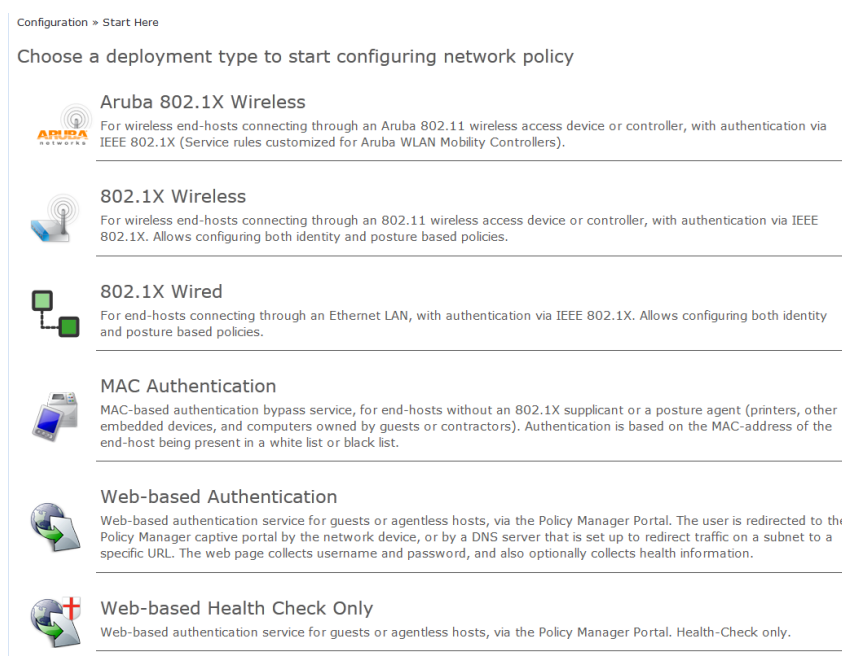 Configuration » Start Here
Choose a deployment type to start configuring network policy
Aruba 802.1X Wireless
For wireless end-hosts connecting through an Aruba 802.11 wireless access device or controller, with authentication via
IEEE 802.1X (Service rules customized for Aruba WLAN Mobility Controllers).
ARUBA
networks
802.1X Wireless
For wireless end-hosts connecting through an 802.11 wireless access device or controller, with authentication via IEEE
802.1X. Allows configuring both identity and posture based policies.
802.1X Wired
For end-hosts connecting through an Ethernet LAN, with authentication via IEEE 802.1X. Allows configuring both identity
and posture based policies.
MAC Authentication
MAC-based authentication bypass service, for end-hosts without an 802.1X supplicant or a posture agent (printers, other
embedded devices, and computers owned by guests or contractors). Authentication is based on the MAC-address of the
end-host being present in a white list or black list.
Web-based Authentication
Web-based authentication service for guests or agentless hosts, via the Policy Manager Portal. The user is redirected to the
Policy Manager captive portal by the network device, or by a DNS server that is set up to redirect traffic on a subnet to a
specific URL. The web page collects username and password, and also optionally collects health information.
Web-based Health Check Only
Web-based authentication service for guests or agentless hosts, via the Policy Manager Portal. Health-Check only.